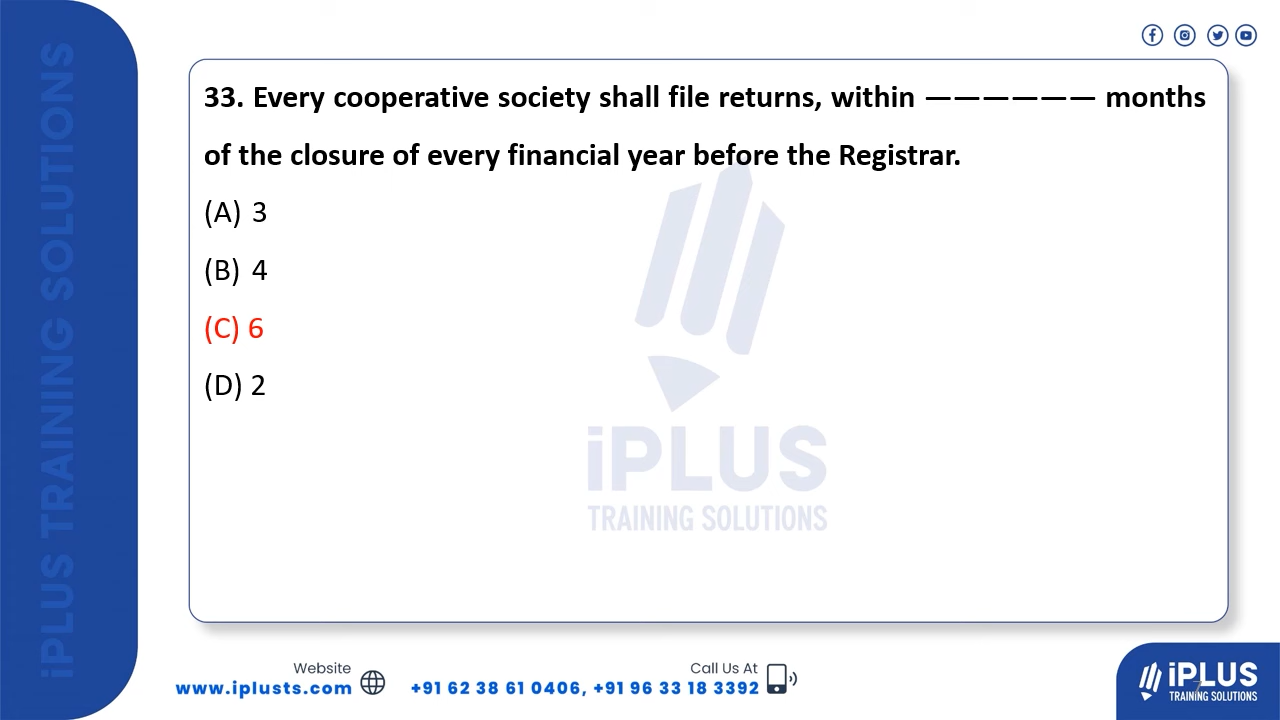 iPLUS TRAINING SOLUTIONS
33. Every cooperative society shall file returns, within —————— months
of the closure of every financial year before the Registrar.
(A) 3
(B) 4
(C) 6
(D) 2
iPLUS
TRAINING SOLUTIONS
Website
www.iplusts.com
Call Us At
+91 62 38 61 0406, +91 96 33 18 3392
iPLUS
TRAINING SOLUTIONS